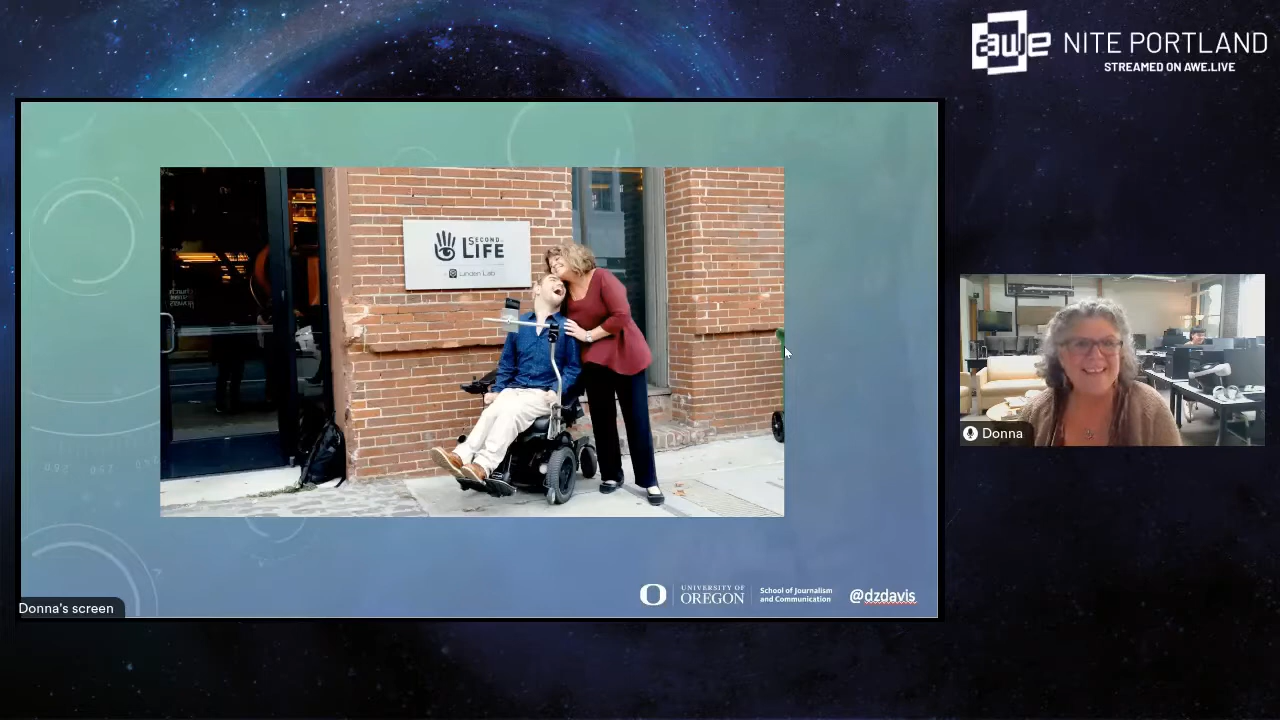 awe NITE PORTLAND
STREAMED ON AWE.LIVE
SECOND
LIFE
Linden Lab
Donna
UNIVERSITY OF
OREGON
School of Journalism
and Communication
@dzdavis
Donna's screen